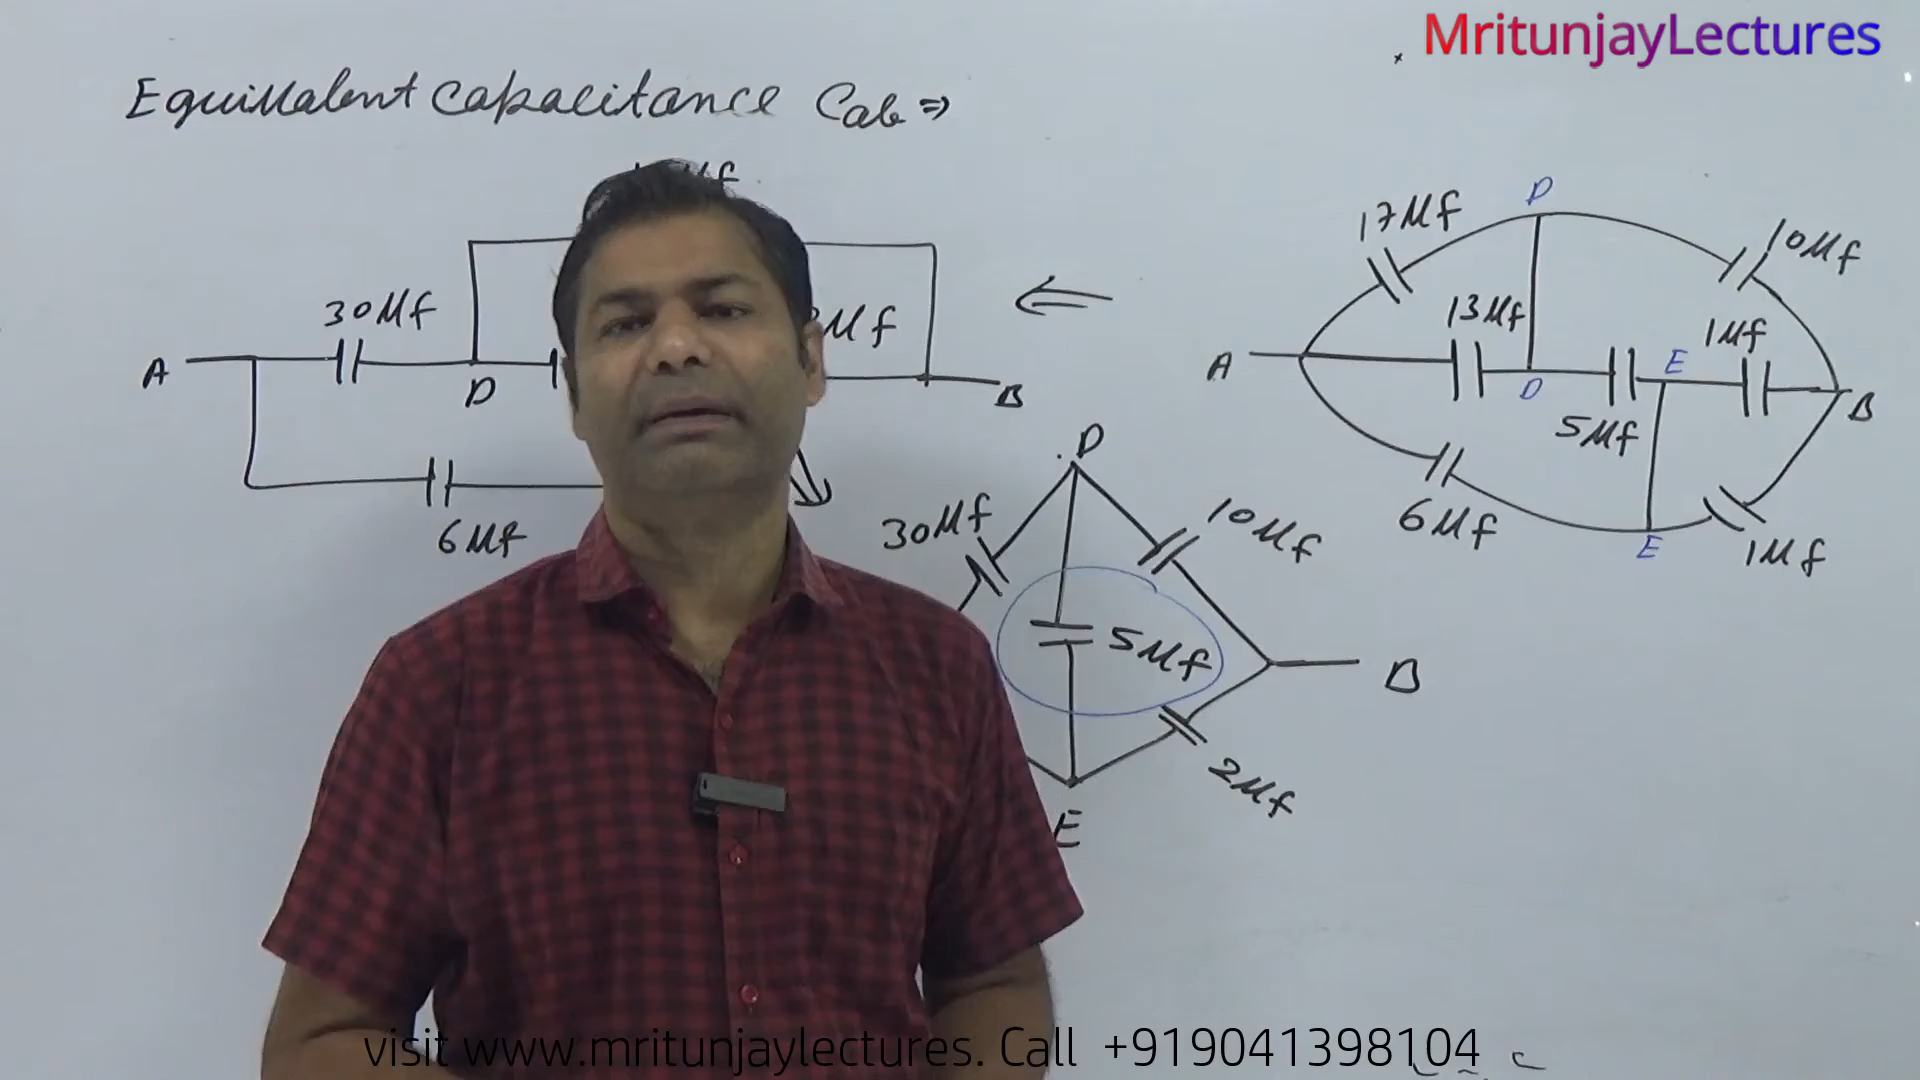 MritunjayLectures
Equivalent Capacitance Cab ⇒
30Mf
Mf
A
D
B
6Mf
D
17Mf
10Mf
13Mf
1Mf
A
D
E
B
5Mf
6Mf
E
1Mf
D
30Mf
10Mf
5Mf
B
2Mf
E
visit www.mritunjaylectures. Call +919041398104